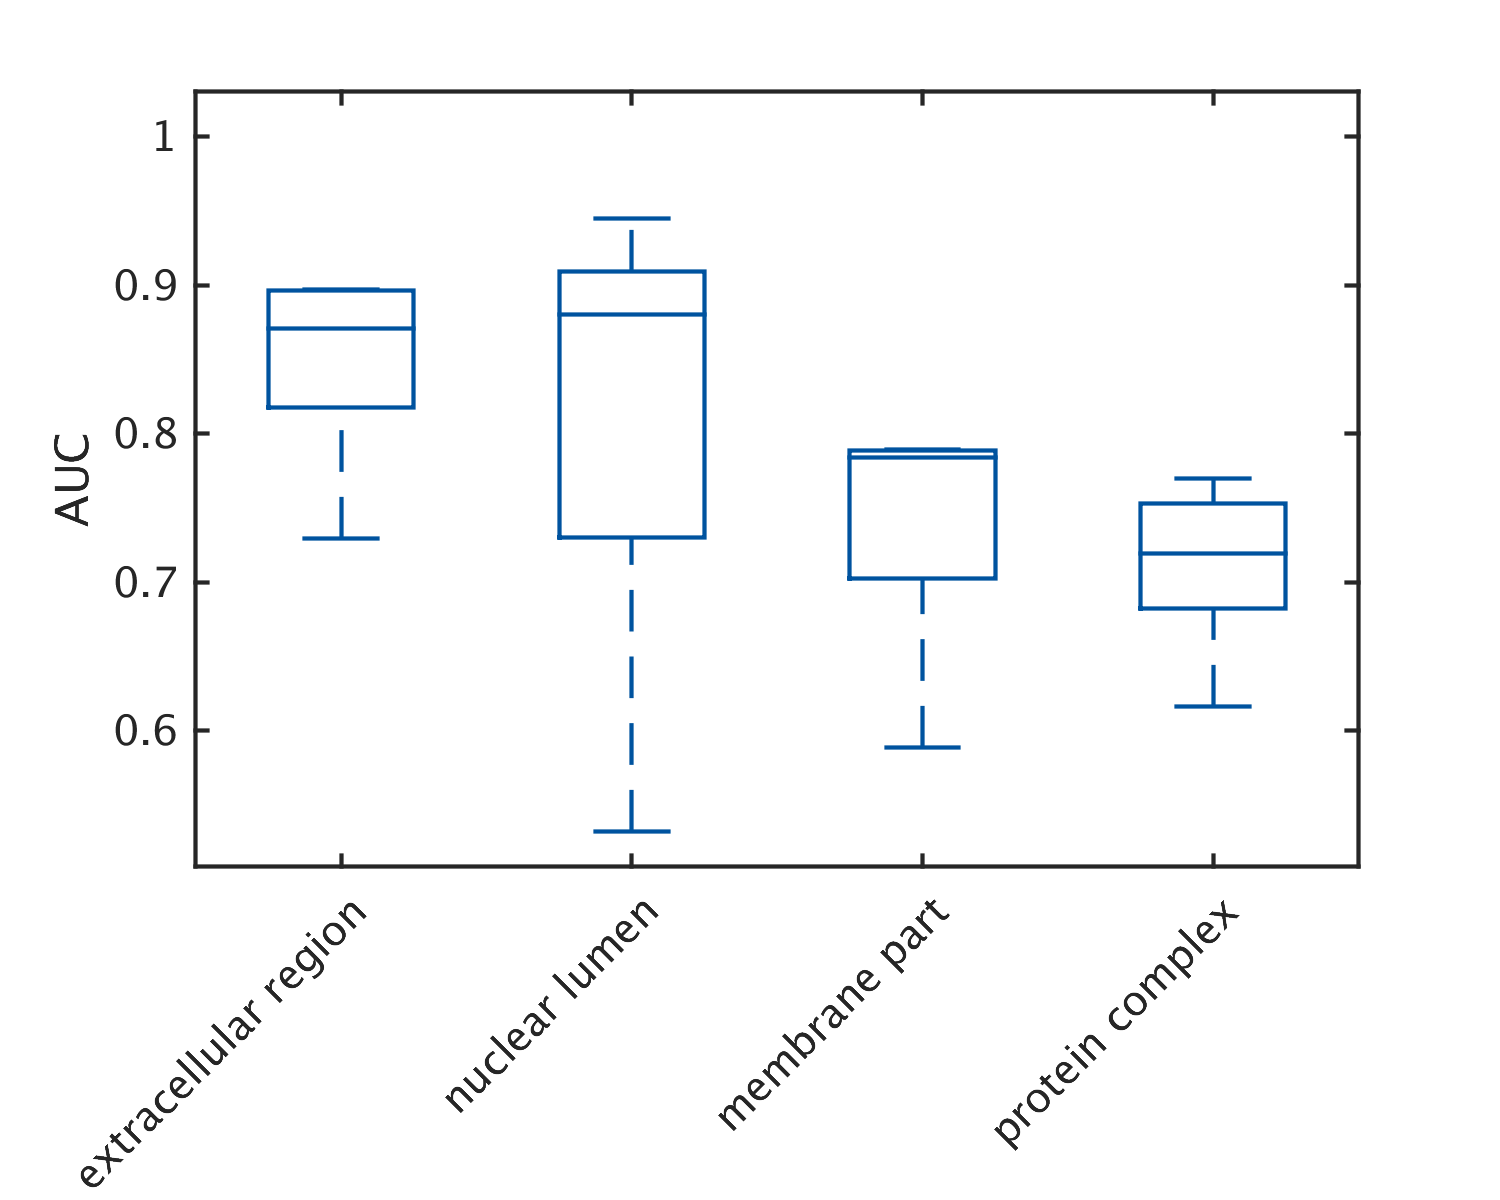 1
0.9
0.8
0.7
0.6
AUC
extracellular region
nuclear lumen
membrane part
protein complex